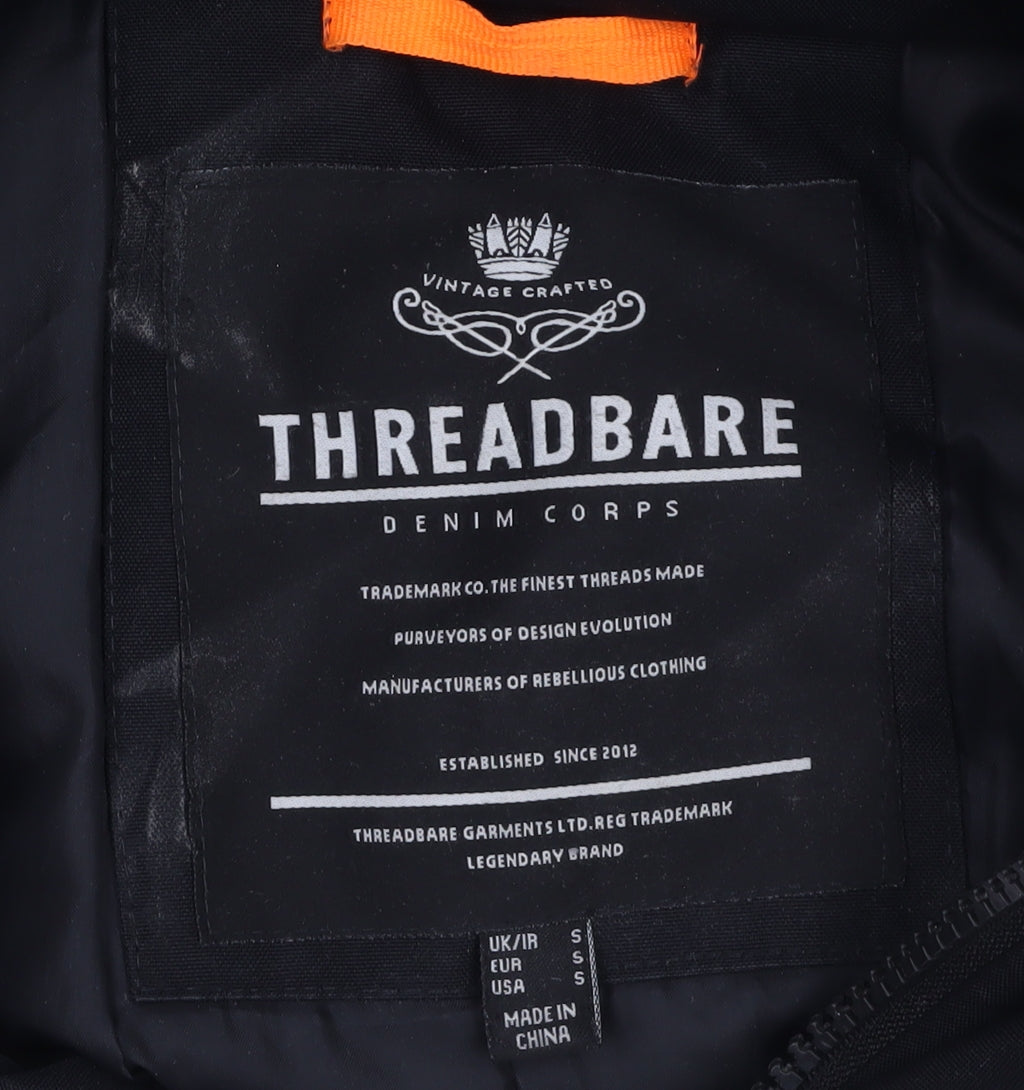 VINTAGE CRAFTED
THREADBARE
DENIM CORPS
TRADEMARK CO. THE FINEST THREADS MADE
PURVEYORS OF DESIGN EVOLUTION
MANUFACTURERS OF REBELLIOUS CLOTHING
ESTABLISHED SINCE 2012
THREADBARE GARMENTS LTD. REG TRADEMARK
LEGENDARY BRAND
UK/IR S
EUR S
USA S
MADE IN
CHINA